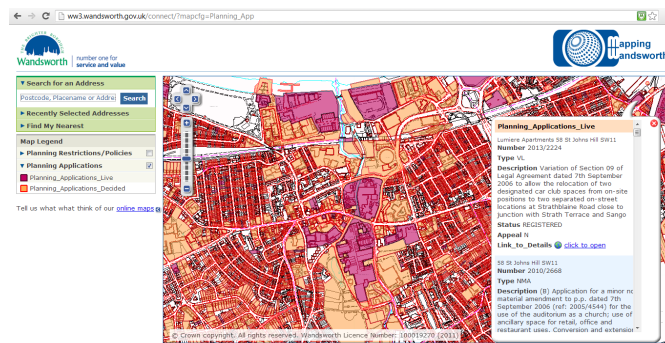 ww3.wandsworth.gov.uk/connect/?mapcfg=Planning_App
THE BRIGHTER BOROUGH
Wandsworth
number one for
service and value
Mapping
Wandsworth
Search for an Address
Postcode, Placename or Addre
Search
Recently Selected Addresses
Find My Nearest
Map Legend
Planning Restrictions/Policies
Planning Applications
Planning_Applications_Live
Planning_Applications_Decided
Tell us what what think of our online maps
Planning_Applications_Live
Lumiere Apartments 58 St Johns Hill SW11
Number 2013/2224
Type VL
Description Variation of Section 09 of
Legal Agreement dated 7th September
2006 to allow the relocation of two
designated car club spaces from on-site
positions to two separated on-street
locations at Strathblaine Road close to
junction with Strath Terrace and Sango
Status REGISTERED
Appeal N
Link_to_Details click to open
58 St Johns Hill SW11
Number 2010/2668
Type NMA
Description (B) Application for a minor no
material amendment to p.p. dated 7th
September 2006 (ref: 2005/4544) for the
use of the auditorium as a church; use of
ancillary space for retail, office and
restaurant uses. Conversion and extension
© Crown copyright. All rights reserved. Wandsworth Licence Number: 100019270 (2011)